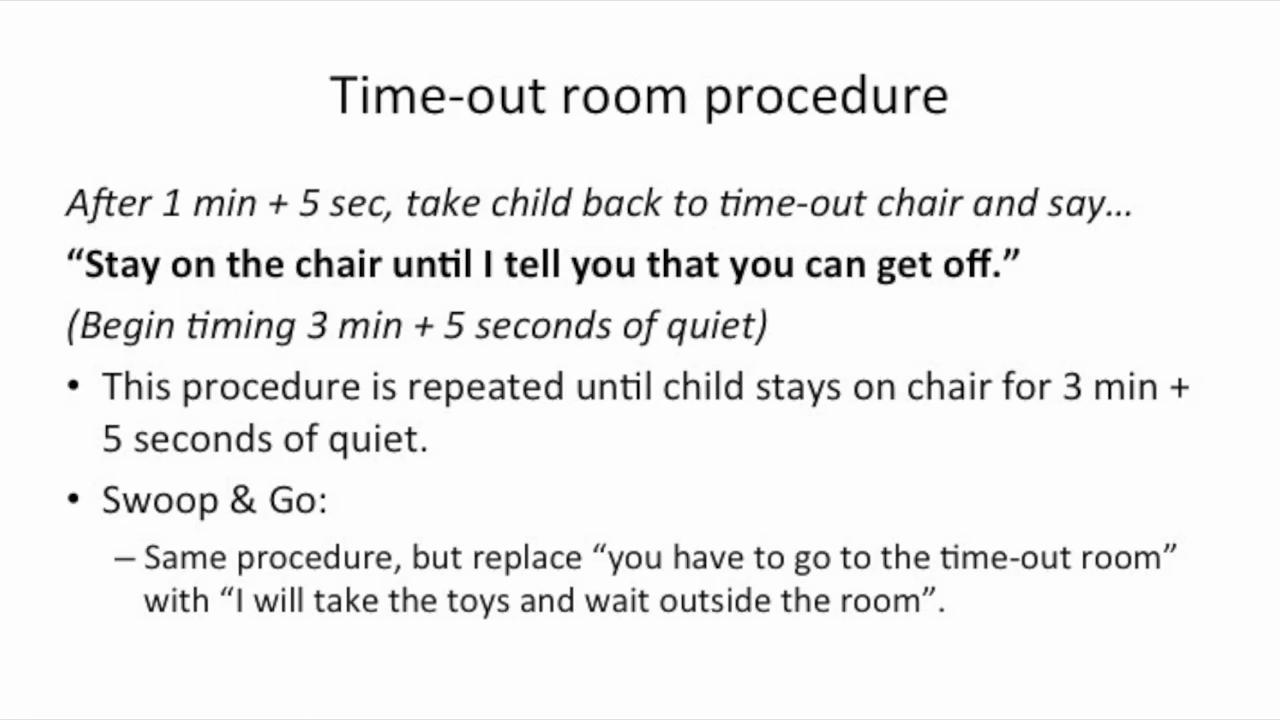 Time-out room procedure
After 1 min + 5 sec, take child back to time-out chair and say…
“Stay on the chair until I tell you that you can get off.”
(Begin timing 3 min + 5 seconds of quiet)
• This procedure is repeated until child stays on chair for 3 min +
5 seconds of quiet.
• Swoop & Go:
– Same procedure, but replace “you have to go to the time-out room”
with “I will take the toys and wait outside the room”.